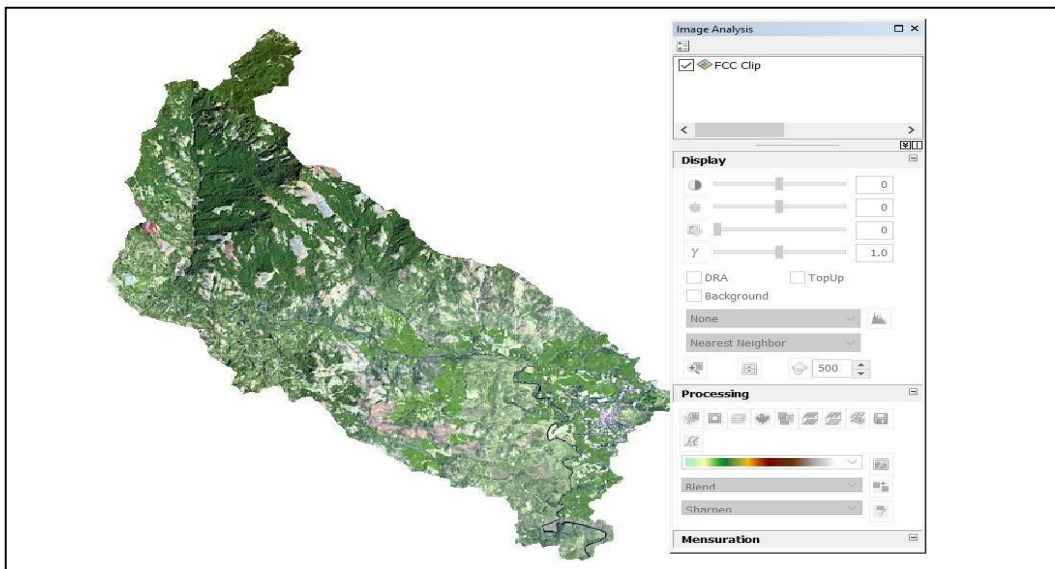 Image Analysis
FCC Clip
Display
0
0
0
γ
1.0
DRA
TopUp
Background
None
Nearest Neighbor
500
Processing
fx
Blend
Sharpen
Mensuration